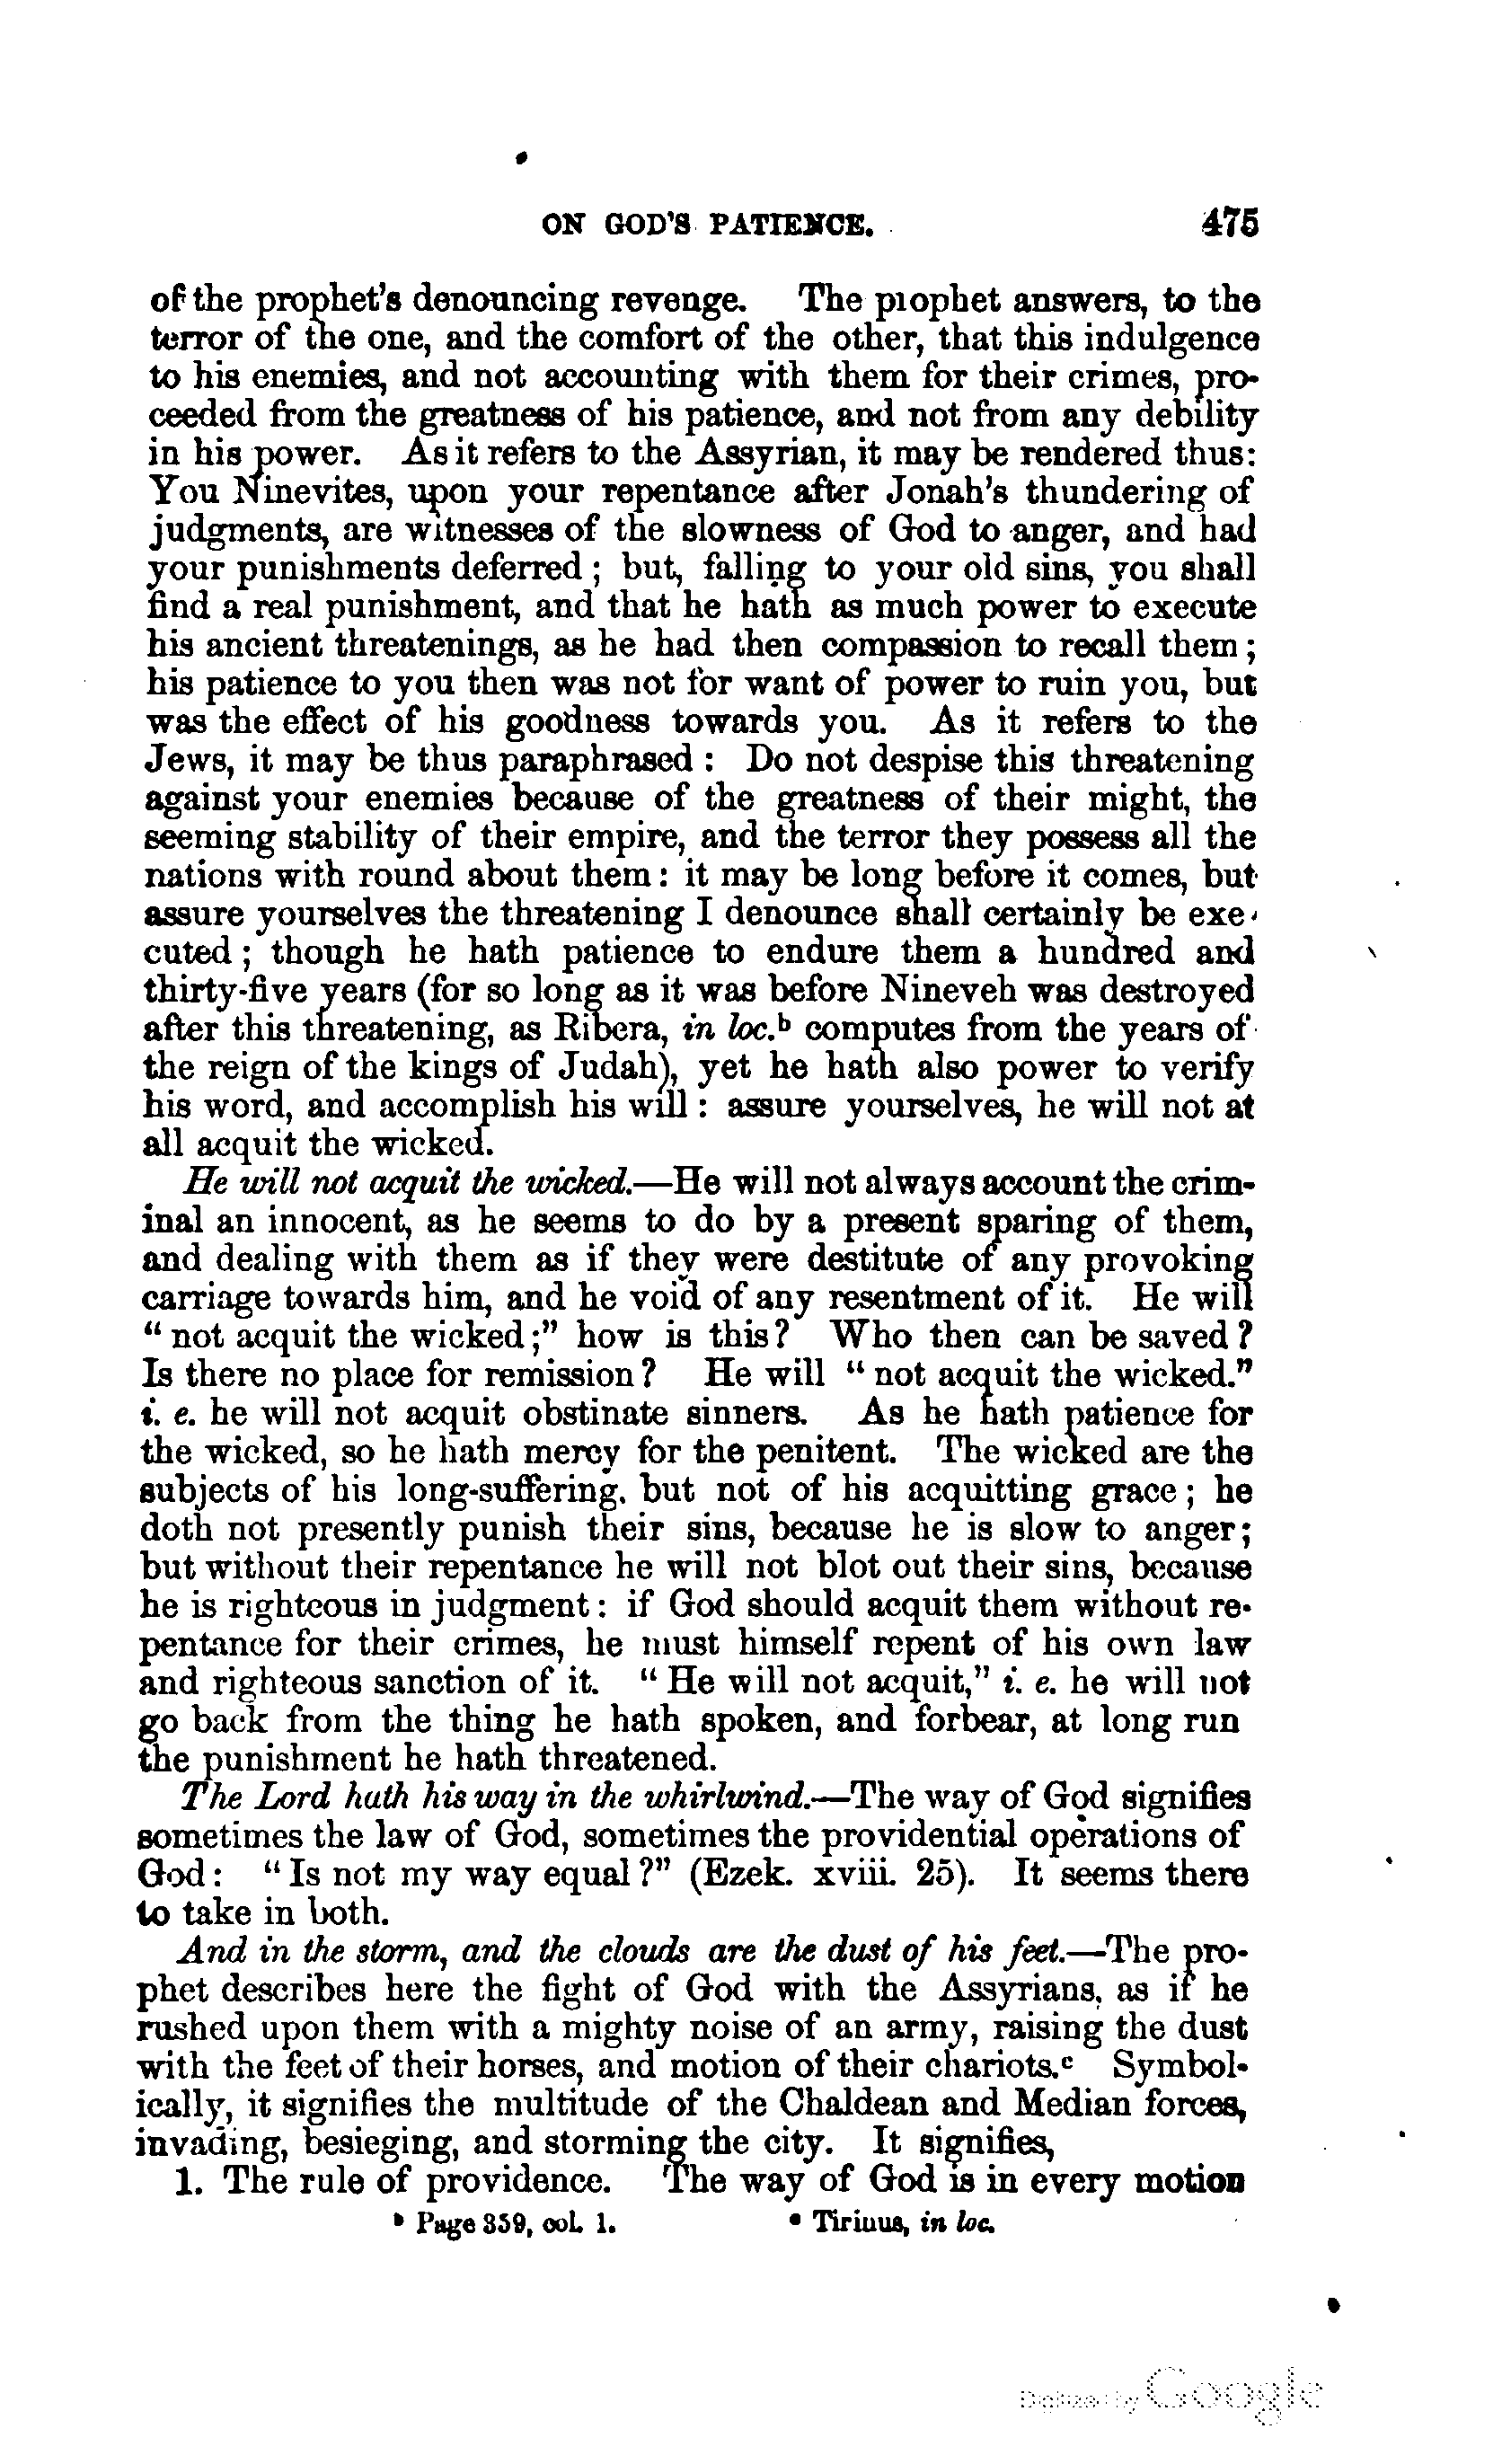 ON GOD'S PATIENCE. 475
of the prophet's denouncing revenge. The prophet answers, to the
terror of the one, and the comfort of the other, that this indulgence
to his enemies, and not accounting with them for their crimes, pro-
ceeded from the greatness of his patience, and not from any debility
in his power. As it refers to the Assyrian, it may be rendered thus:
You Ninevites, upon your repentance after Jonah's thundering of
judgments, are witnesses of the slowness of God to anger, and had
your punishments deferred; but, falling to your old sins, you shall
find a real punishment, and that he hath as much power to execute
his ancient threatenings, as he had then compassion to recall them;
his patience to you then was not for want of power to ruin you, but
was the effect of his goodness towards you. As it refers to the
Jews, it may be thus paraphrased: Do not despise this threatening
against your enemies because of the greatness of their might, the
seeming stability of their empire, and the terror they possess all the
nations with round about them: it may be long before it comes, but
assure yourselves the threatening I denounce shall certainly be exe-
cuted; though he hath patience to endure them a hundred and
thirty-five years (for so long as it was before Nineveh was destroyed
after this threatening, as Ribera, in loc.b computes from the years of
the reign of the kings of Judah), yet he hath also power to verify
his word, and accomplish his will: assure yourselves, he will not at
all acquit the wicked.
He will not acquit the wicked.—He will not always account the crim-
inal an innocent, as he seems to do by a present sparing of them,
and dealing with them as if they were destitute of any provoking
carriage towards him, and he void of any resentment of it. He will
"not acquit the wicked;" how is this? Who then can be saved?
Is there no place for remission? He will "not acquit the wicked."
i. e. he will not acquit obstinate sinners. As he hath patience for
the wicked, so he hath mercy for the penitent. The wicked are the
subjects of his long-suffering, but not of his acquitting grace; he
doth not presently punish their sins, because he is slow to anger;
but without their repentance he will not blot out their sins, because
he is righteous in judgment: if God should acquit them without re-
pentance for their crimes, he must himself repent of his own law
and righteous sanction of it. "He will not acquit," i. e. he will not
go back from the thing he hath spoken, and forbear, at long run
the punishment he hath threatened.
The Lord hath his way in the whirlwind.—The way of God signifies
sometimes the law of God, sometimes the providential operations of
God: "Is not my way equal?" (Ezek. xviii. 25). It seems there
to take in both.
And in the storm, and the clouds are the dust of his feet.—The pro-
phet describes here the fight of God with the Assyrians, as if he
rushed upon them with a mighty noise of an army, raising the dust
with the feet of their horses, and motion of their chariots.c Symbol-
ically, it signifies the multitude of the Chaldean and Median forces,
invading, besieging, and storming the city. It signifies,
1. The rule of providence. The way of God is in every motion
b Page 359, col. 1. c Tirinus, in loc.
Digitized by Google